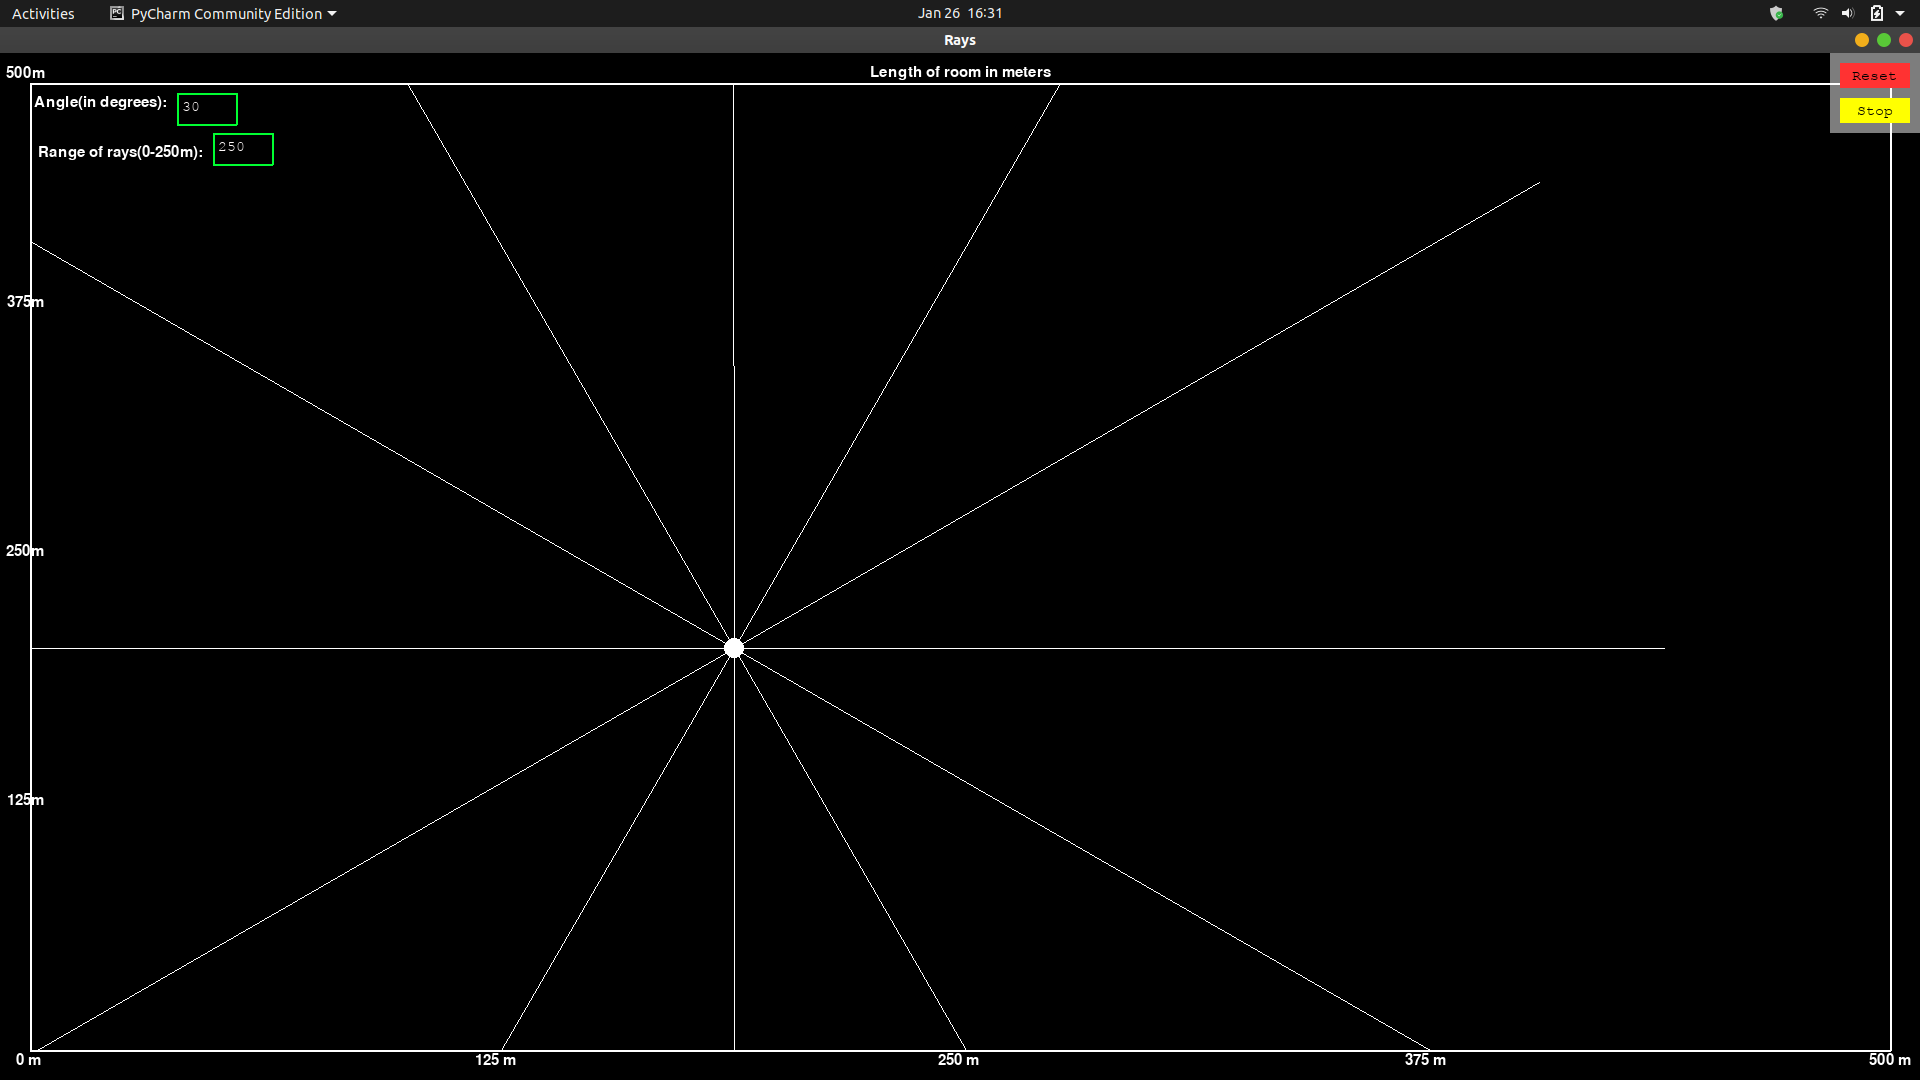 Activities
PyCharm Community Edition
Jan 26 16:31
Rays
500m
Length of room in meters
Reset
Angle(in degrees): 30
Stop
Range of rays(0-250m): 250
375m
250m
125m
0 m
125 m
250 m
375 m
500 m